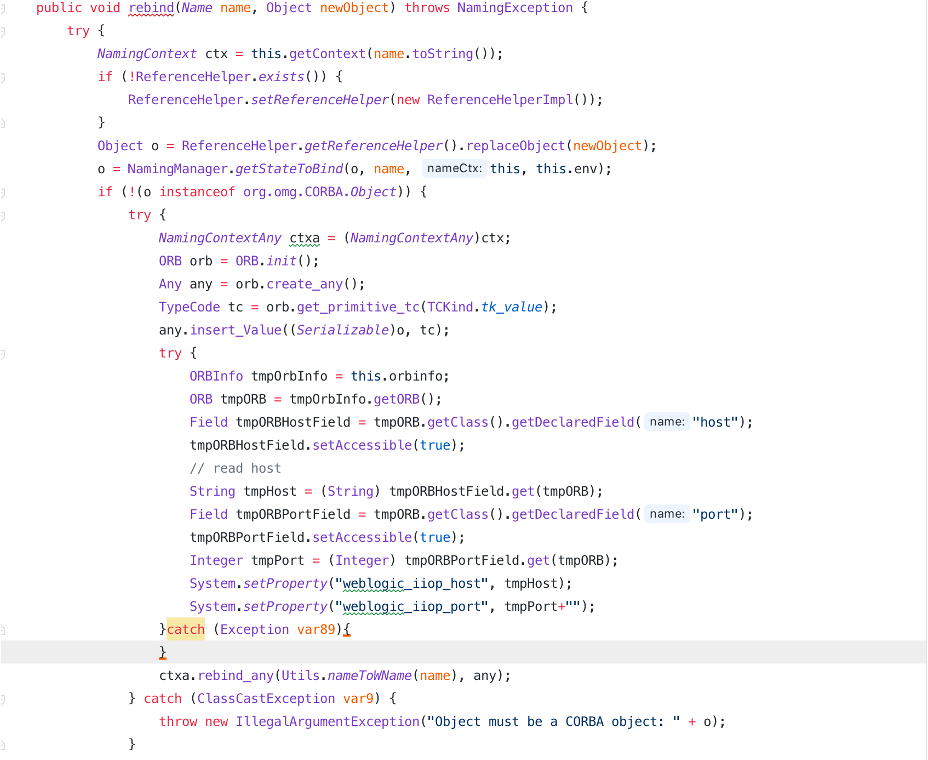 public void rebind(Name name, Object newObject) throws NamingException {
try {
NamingContext ctx = this.getContext(name.toString());
if (!ReferenceHelper.exists()) {
ReferenceHelper.setReferenceHelper(new ReferenceHelperImpl());
}
Object o = ReferenceHelper.getReferenceHelper().replaceObject(newObject);
o = NamingManager.getStateToBind(o, name, nameCtx: this, this.env);
if (!(o instanceof org.omg.CORBA.Object)) {
try {
NamingContextAny ctxa = (NamingContextAny)ctx;
ORB orb = ORB.init();
Any any = orb.create_any();
TypeCode tc = orb.get_primitive_tc(TCKind.tk_value);
any.insert_Value((Serializable)o, tc);
try {
ORBInfo tmpOrbInfo = this.orbinfo;
ORB tmpORB = tmpOrbInfo.getORB();
Field tmpORBHostField = tmpORB.getClass().getDeclaredField( name: "host");
tmpORBHostField.setAccessible(true);
// read host
String tmpHost = (String) tmpORBHostField.get(tmpORB);
Field tmpORBPortField = tmpORB.getClass().getDeclaredField( name: "port");
tmpORBPortField.setAccessible(true);
Integer tmpPort = (Integer) tmpORBPortField.get(tmpORB);
System.setProperty("weblogic_iiop_host", tmpHost);
System.setProperty("weblogic_iiop_port", tmpPort+"");
}catch (Exception var89){
}
ctxa.rebind_any(Utils.nameToWName(name), any);
} catch (ClassCastException var9) {
throw new IllegalArgumentException("Object must be a CORBA object: " + o);
}